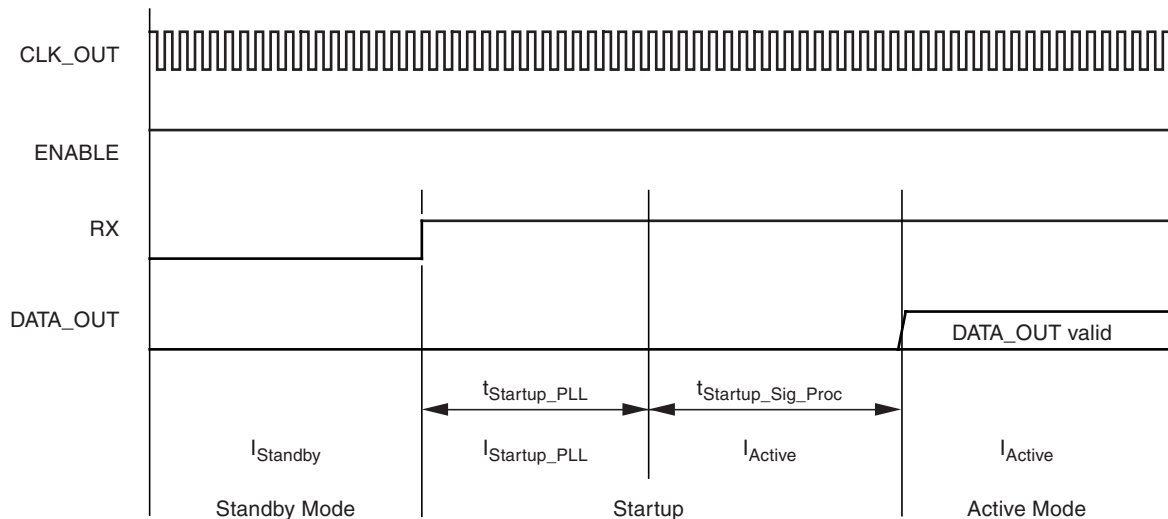 CLK_OUT
ENABLE
RX
DATA_OUT
DATA_OUT valid
tStartup_PLL
tStartup_Sig_Proc
IStandby
IStartup_PLL
IActive
IActive
Standby Mode
Startup
Active Mode